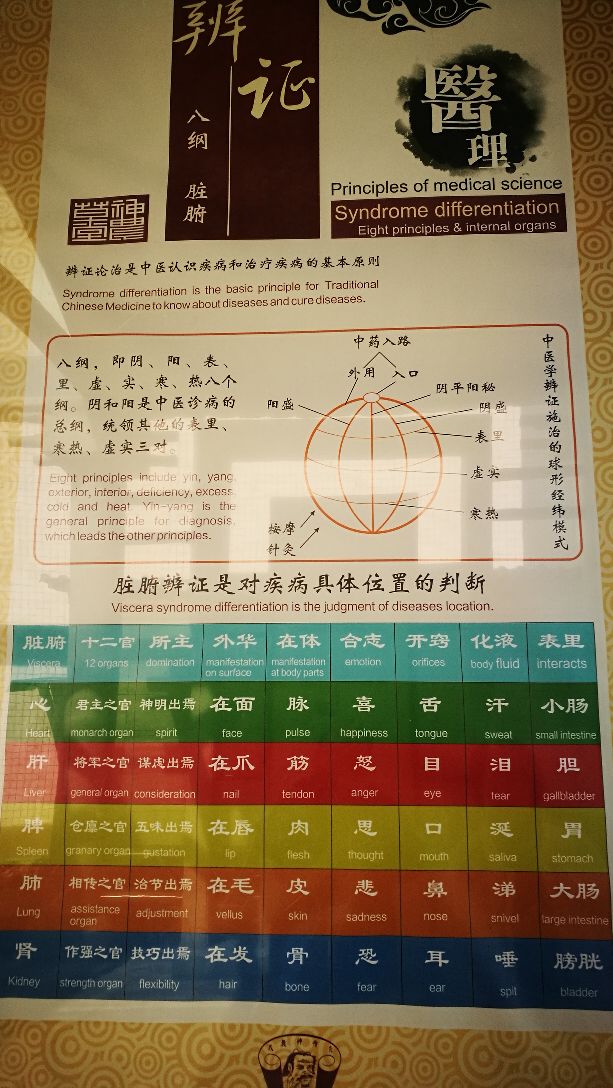 辨证
八纲 脏腑
醫理
Principles of medical science
Syndrome differentiation
Eight principles & internal organs
辨证论治是中医认识疾病和治疗疾病的基本原则
Syndrome differentiation is the basic principle for Traditional
Chinese Medicine to know about diseases and cure diseases.
八纲，即阴、阳、表、
里、虚、实、寒、热八个
纲。阴和阳是中医诊病的
总纲，统领其他的表里、
寒热、虚实三对。
Eight principles include yin, yang,
exterior, interior, deficiency, excess,
cold and heat. Yin-yang is the
general principle for diagnosis,
which leads the other principles.
中药入路
外用 入口
阳盛
阴平阳秘
阴盛
表里
虚实
寒热
按摩
针灸
中医学辨证施治的球形经纬模式
脏腑辨证是对疾病具体位置的判断
Viscera syndrome differentiation is the judgment of diseases location.
脏腑 十二官 所主 外华 在体 合志 开窍 化液 表里
Viscera 12 organs domination manifestation on surface manifestation at body parts emotion orifices body fluid interacts
心 君主之官 神明出焉 在面 脉 喜 舌 汗 小肠
Heart monarch organ spirit face pulse happiness tongue sweat small intestine
肝 将军之官 谋虑出焉 在爪 筋 怒 目 泪 胆
Liver general organ consideration nail tendon anger eye tear gallbladder
脾 仓廪之官 五味出焉 在唇 肉 思 口 涎 胃
Spleen granary organ gustation lip flesh thought mouth saliva stomach
肺 相传之官 治节出焉 在毛 皮 悲 鼻 涕 大肠
Lung assistance organ adjustment vellus skin sadness nose snivel large intestine
肾 作强之官 技巧出焉 在发 骨 恐 耳 唾 膀胱
Kidney strength organ flexibility hair bone fear ear spit bladder